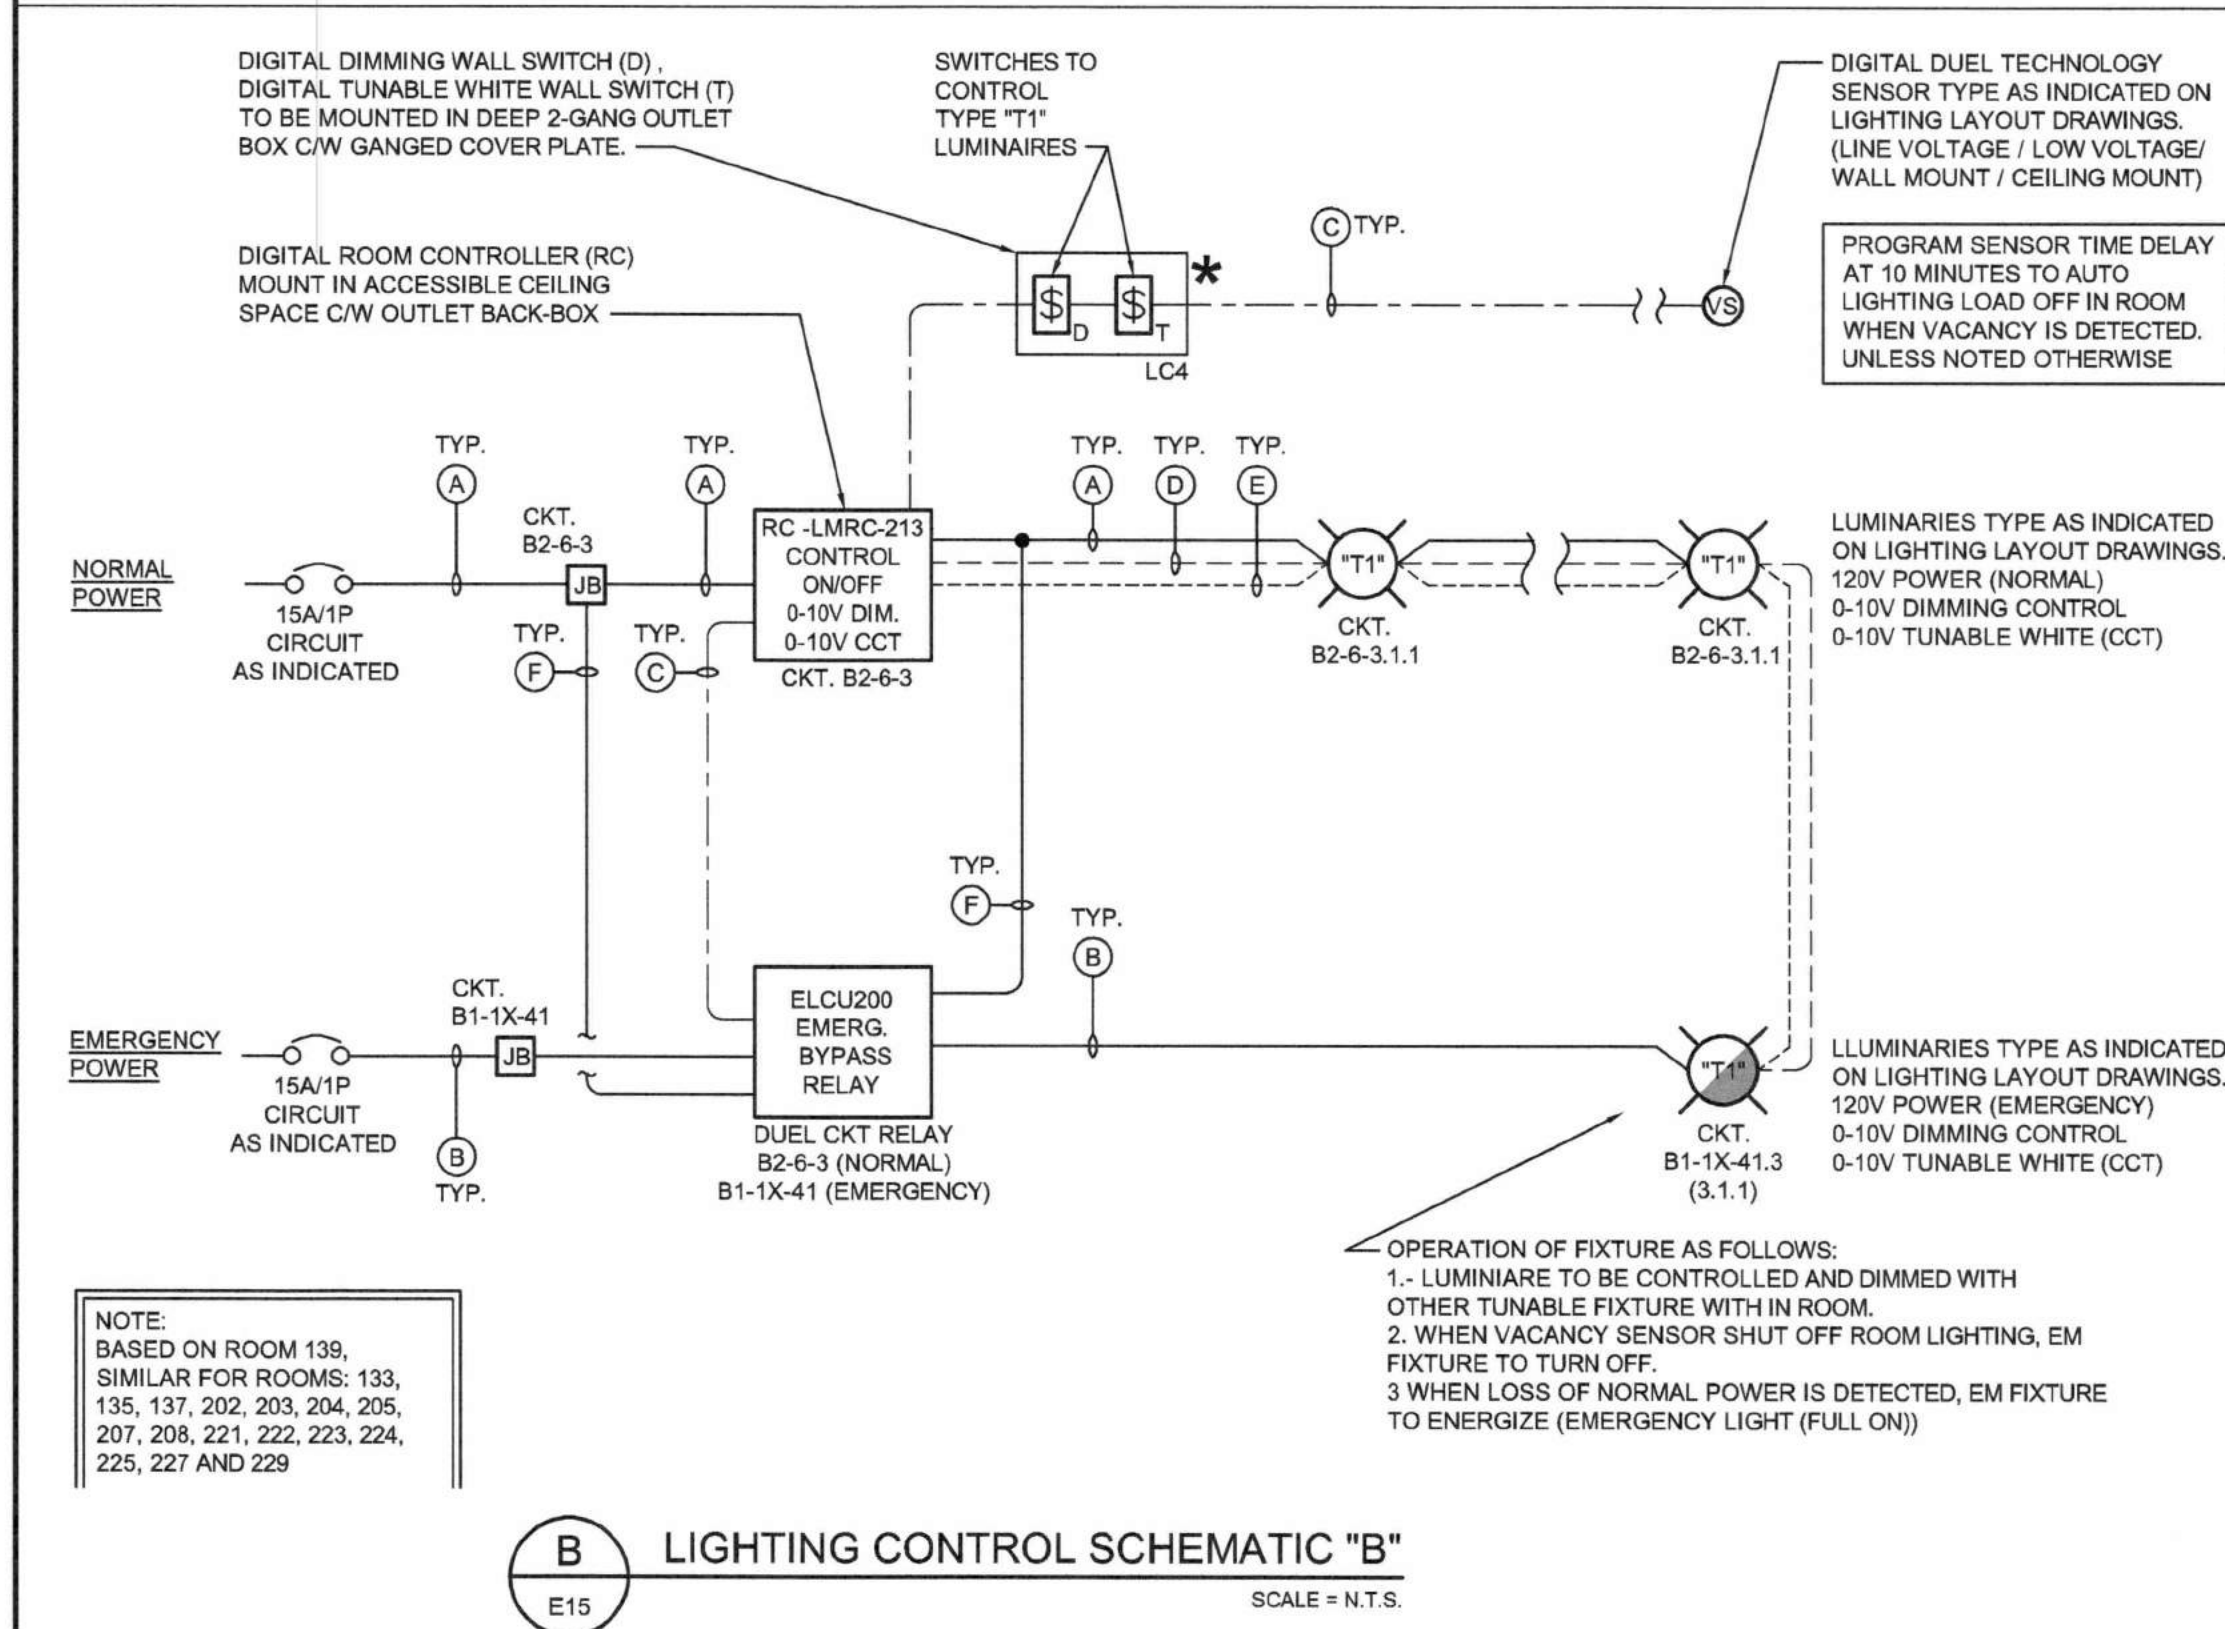 DIGITAL DIMMING WALL SWITCH (D) ,
DIGITAL TUNABLE WHITE WALL SWITCH (T)
TO BE MOUNTED IN DEEP 2-GANG OUTLET
BOX C/W GANGED COVER PLATE.
SWITCHES TO
CONTROL
TYPE "T1"
LUMINAIRES
DIGITAL DUEL TECHNOLOGY
SENSOR TYPE AS INDICATED ON
LIGHTING LAYOUT DRAWINGS.
(LINE VOLTAGE / LOW VOLTAGE/
WALL MOUNT / CEILING MOUNT)
DIGITAL ROOM CONTROLLER (RC)
MOUNT IN ACCESSIBLE CEILING
SPACE C/W OUTLET BACK-BOX
C TYP.
*
$ D
$ T
LC4
VS
PROGRAM SENSOR TIME DELAY
AT 10 MINUTES TO AUTO
LIGHTING LOAD OFF IN ROOM
WHEN VACANCY IS DETECTED.
UNLESS NOTED OTHERWISE
TYP.
A
TYP.
A
TYP.
A
TYP.
D
TYP.
E
NORMAL
POWER
15A/1P
CIRCUIT
AS INDICATED
CKT.
B2-6-3
JB
TYP.
F
TYP.
C
RC -LMRC-213
CONTROL
ON/OFF
0-10V DIM.
0-10V CCT
CKT. B2-6-3
"T1"
CKT.
B2-6-3.1.1
"T1"
CKT.
B2-6-3.1.1
LUMINARIES TYPE AS INDICATED
ON LIGHTING LAYOUT DRAWINGS.
120V POWER (NORMAL)
0-10V DIMMING CONTROL
0-10V TUNABLE WHITE (CCT)
TYP.
F
TYP.
B
EMERGENCY
POWER
15A/1P
CIRCUIT
AS INDICATED
CKT.
B1-1X-41
JB
B
TYP.
ELCU200
EMERG.
BYPASS
RELAY
DUEL CKT RELAY
B2-6-3 (NORMAL)
B1-1X-41 (EMERGENCY)
"T1"
CKT.
B1-1X-41.3
(3.1.1)
LLUMINARIES TYPE AS INDICATED
ON LIGHTING LAYOUT DRAWINGS.
120V POWER (EMERGENCY)
0-10V DIMMING CONTROL
0-10V TUNABLE WHITE (CCT)
OPERATION OF FIXTURE AS FOLLOWS:
1.- LUMINIARE TO BE CONTROLLED AND DIMMED WITH
OTHER TUNABLE FIXTURE WITH IN ROOM.
2. WHEN VACANCY SENSOR SHUT OFF ROOM LIGHTING, EM
FIXTURE TO TURN OFF.
3 WHEN LOSS OF NORMAL POWER IS DETECTED, EM FIXTURE
TO ENERGIZE (EMERGENCY LIGHT (FULL ON))
NOTE:
BASED ON ROOM 139,
SIMILAR FOR ROOMS: 133,
135, 137, 202, 203, 204, 205,
207, 208, 221, 222, 223, 224,
225, 227 AND 229
B
E15
LIGHTING CONTROL SCHEMATIC "B"
SCALE = N.T.S.